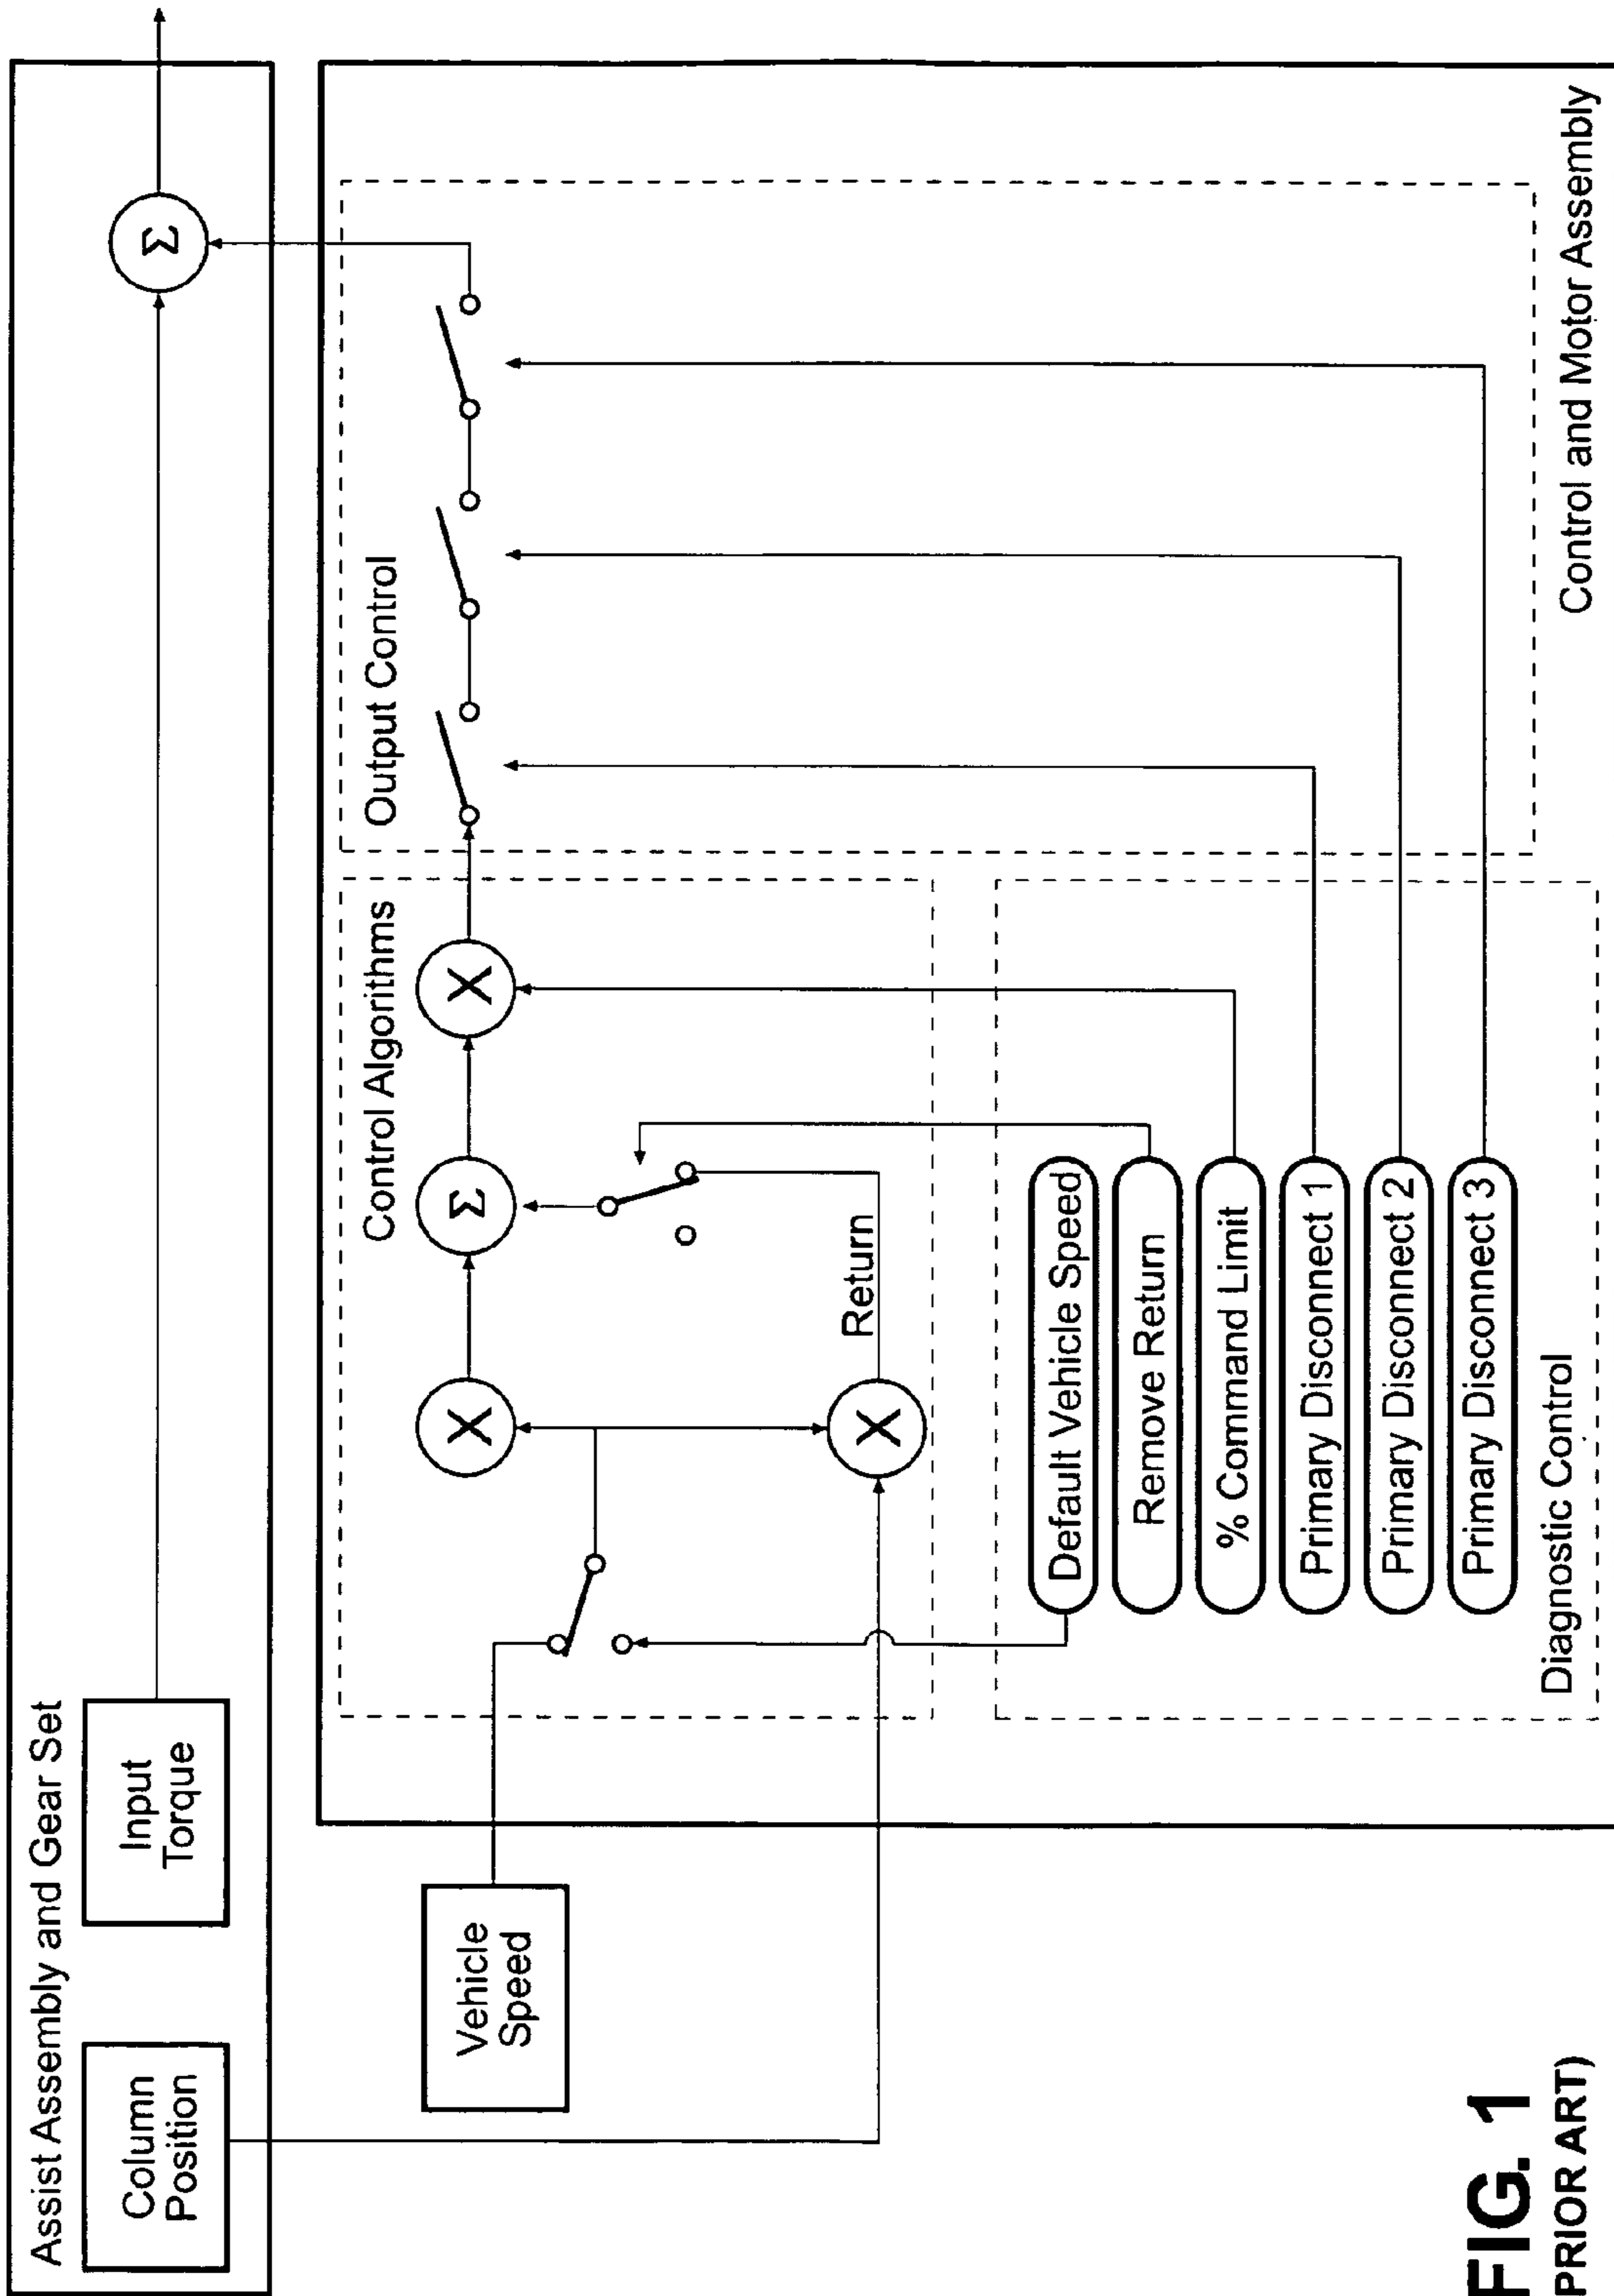 Assist Assembly and Gear Set
Column
Position
Input
Torque
Σ
Vehicle
Speed
Control Algorithms
X
Σ
X
X
Return
Output Control
Default Vehicle Speed
Remove Return
% Command Limit
Primary Disconnect 1
Primary Disconnect 2
Primary Disconnect 3
Diagnostic Control
Control and Motor Assembly
FIG. 1
PRIOR ART)